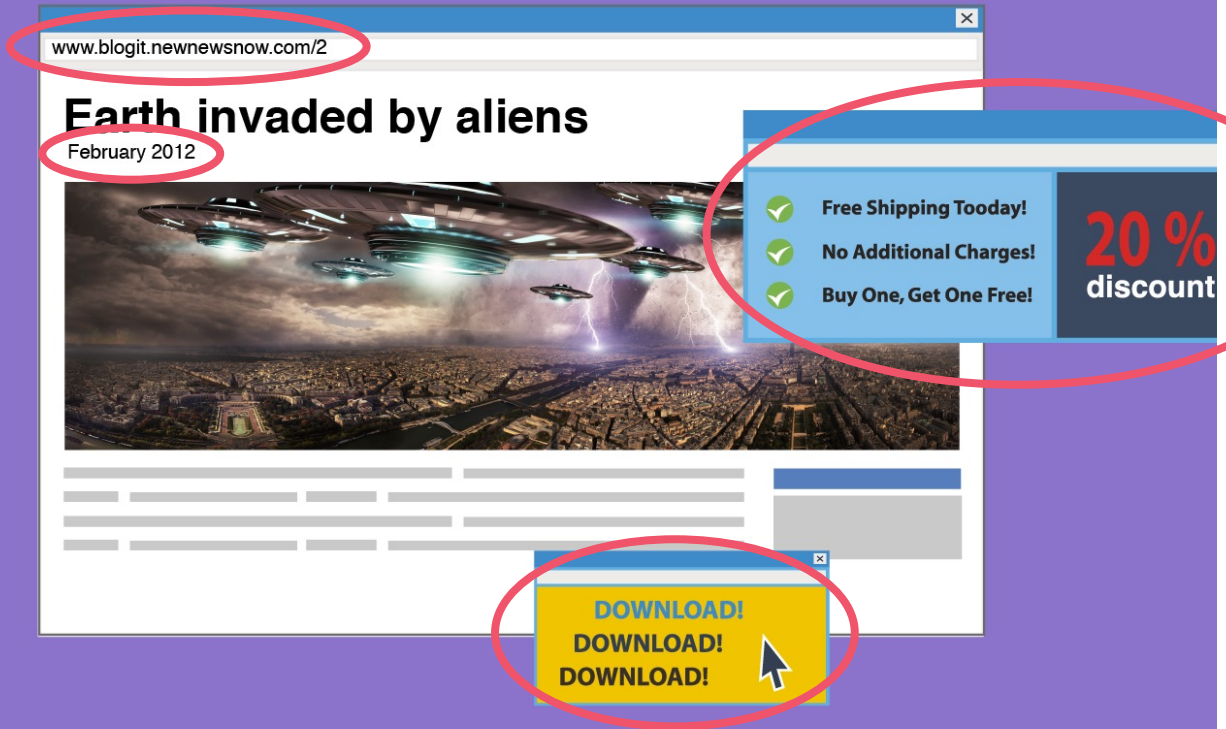 www.blogit.newnewsnow.com/2
Earth invaded by aliens
February 2012
Free Shipping Tooday!
No Additional Charges!
Buy One, Get One Free!
20 %
discount
DOWNLOAD!
DOWNLOAD!
DOWNLOAD!